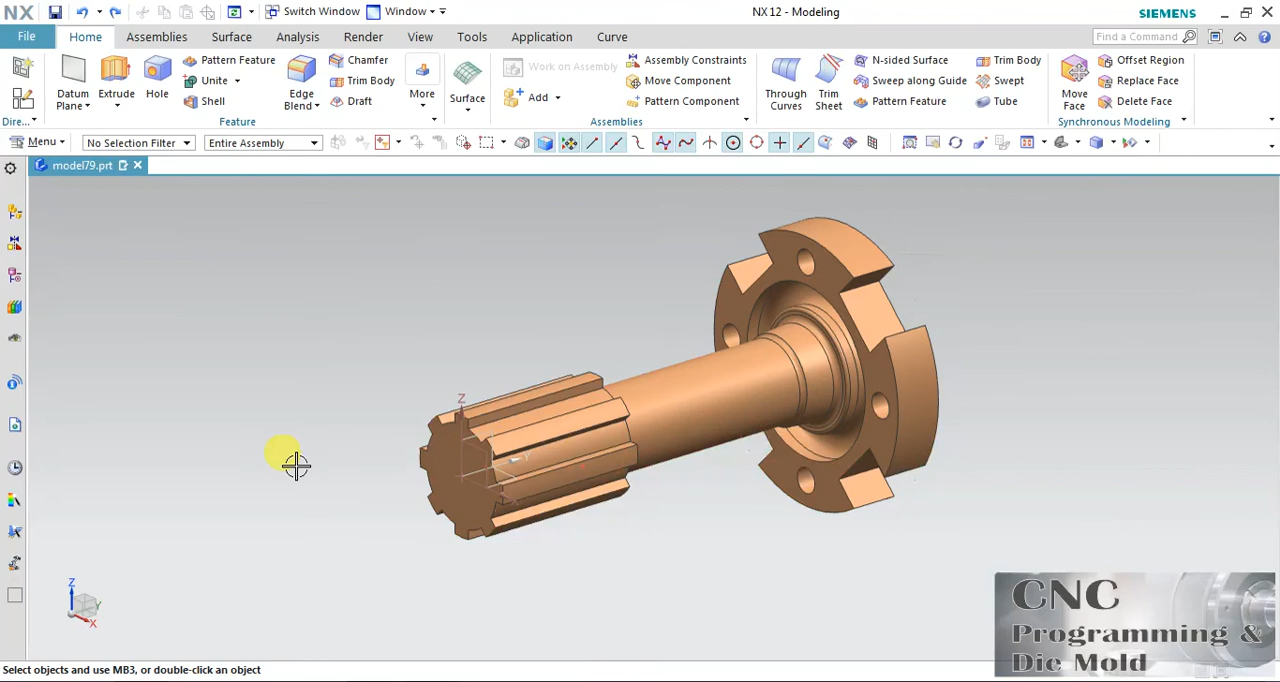 NX
Switch Window
Window
NX 12 - Modeling
SIEMENS
File
Home
Assemblies
Surface
Analysis
Render
View
Tools
Application
Curve
Find a Command
Datum
Plane
Extrude
Hole
Pattern Feature
Unite
Shell
Edge
Blend
Chamfer
Trim Body
Draft
More
Surface
Work on Assembly
Add
Assembly Constraints
Move Component
Pattern Component
Through
Curves
Trim
Sheet
N-sided Surface
Sweep along Guide
Pattern Feature
Trim Body
Swept
Tube
Move
Face
Offset Region
Replace Face
Delete Face
Dire...
Feature
Assemblies
Synchronous Modeling
Menu
No Selection Filter
Entire Assembly
model79.prt
Z
Y
Z
Y
X
CNC
Programming &
Die Mold
Select objects and use MB3, or double-click an object